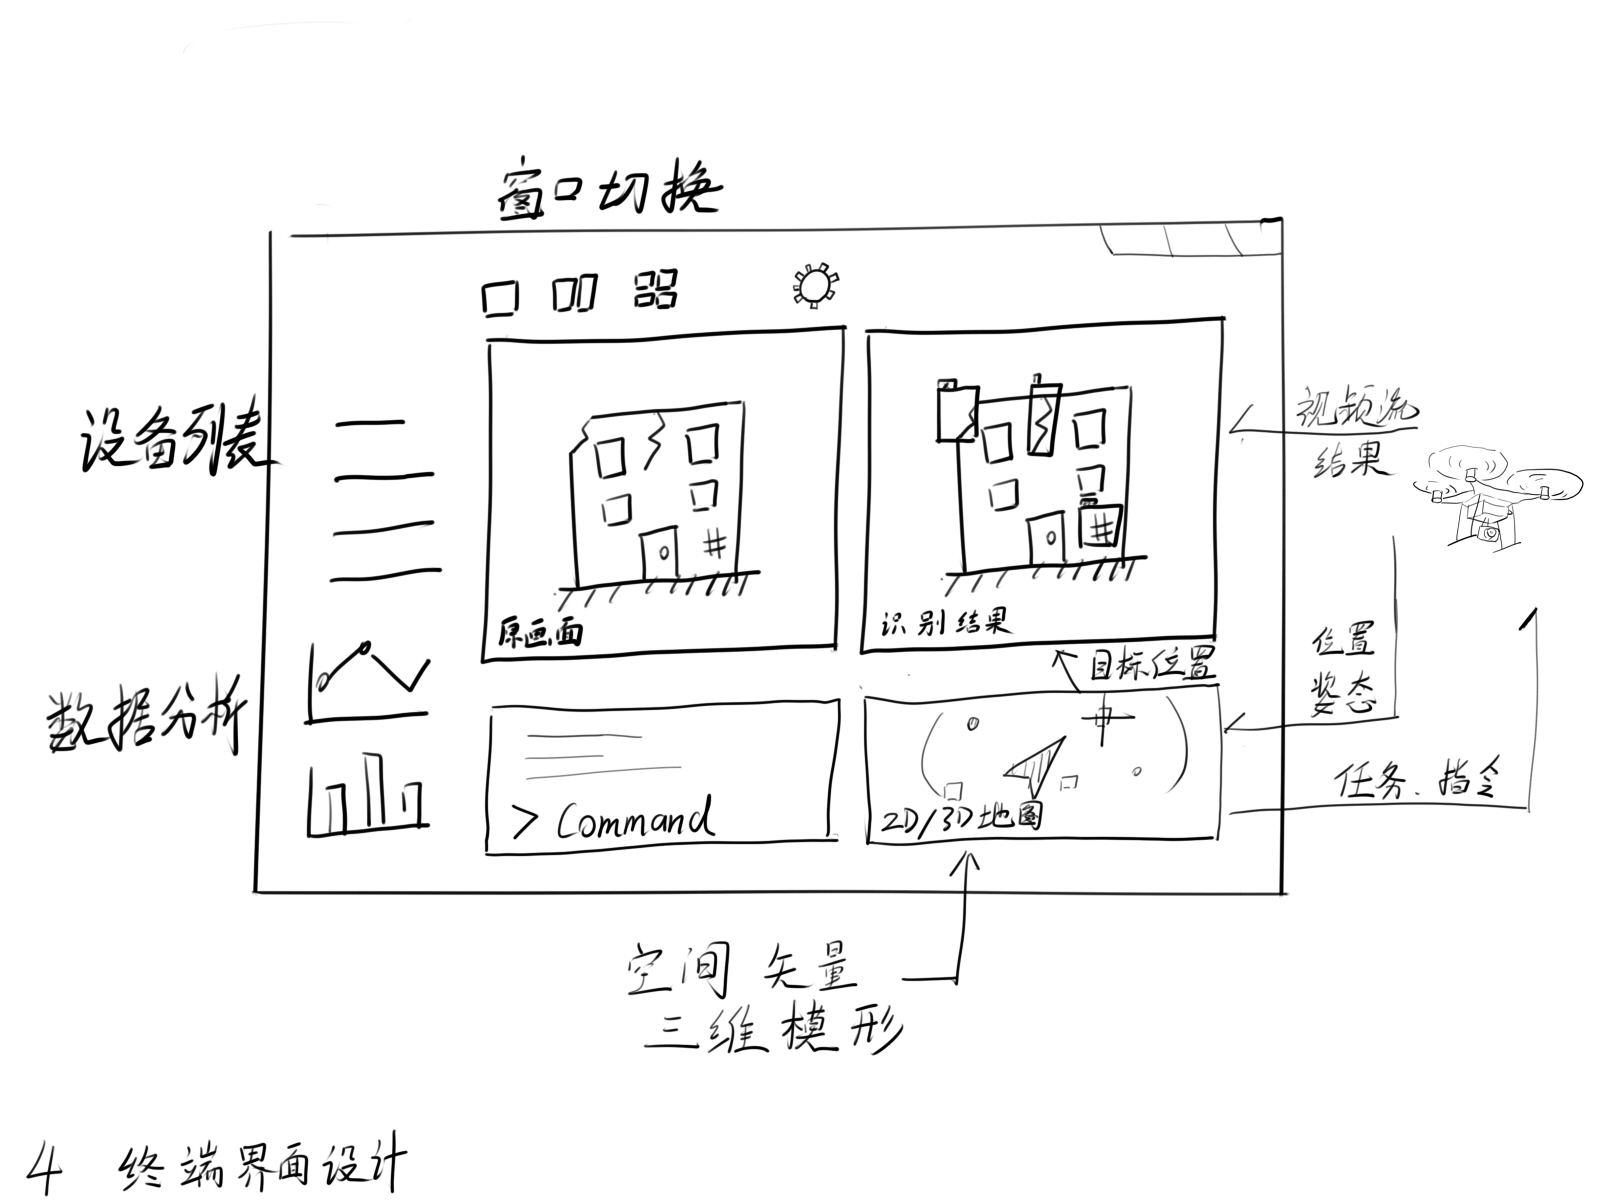 窗口切换
设备列表
数据分析
原画面
识别结果
视频流
结果
目标位置
位置
姿态
> Command
2D/3D地图
任务、指令
空间 矢量
三维模形
4 终端界面设计